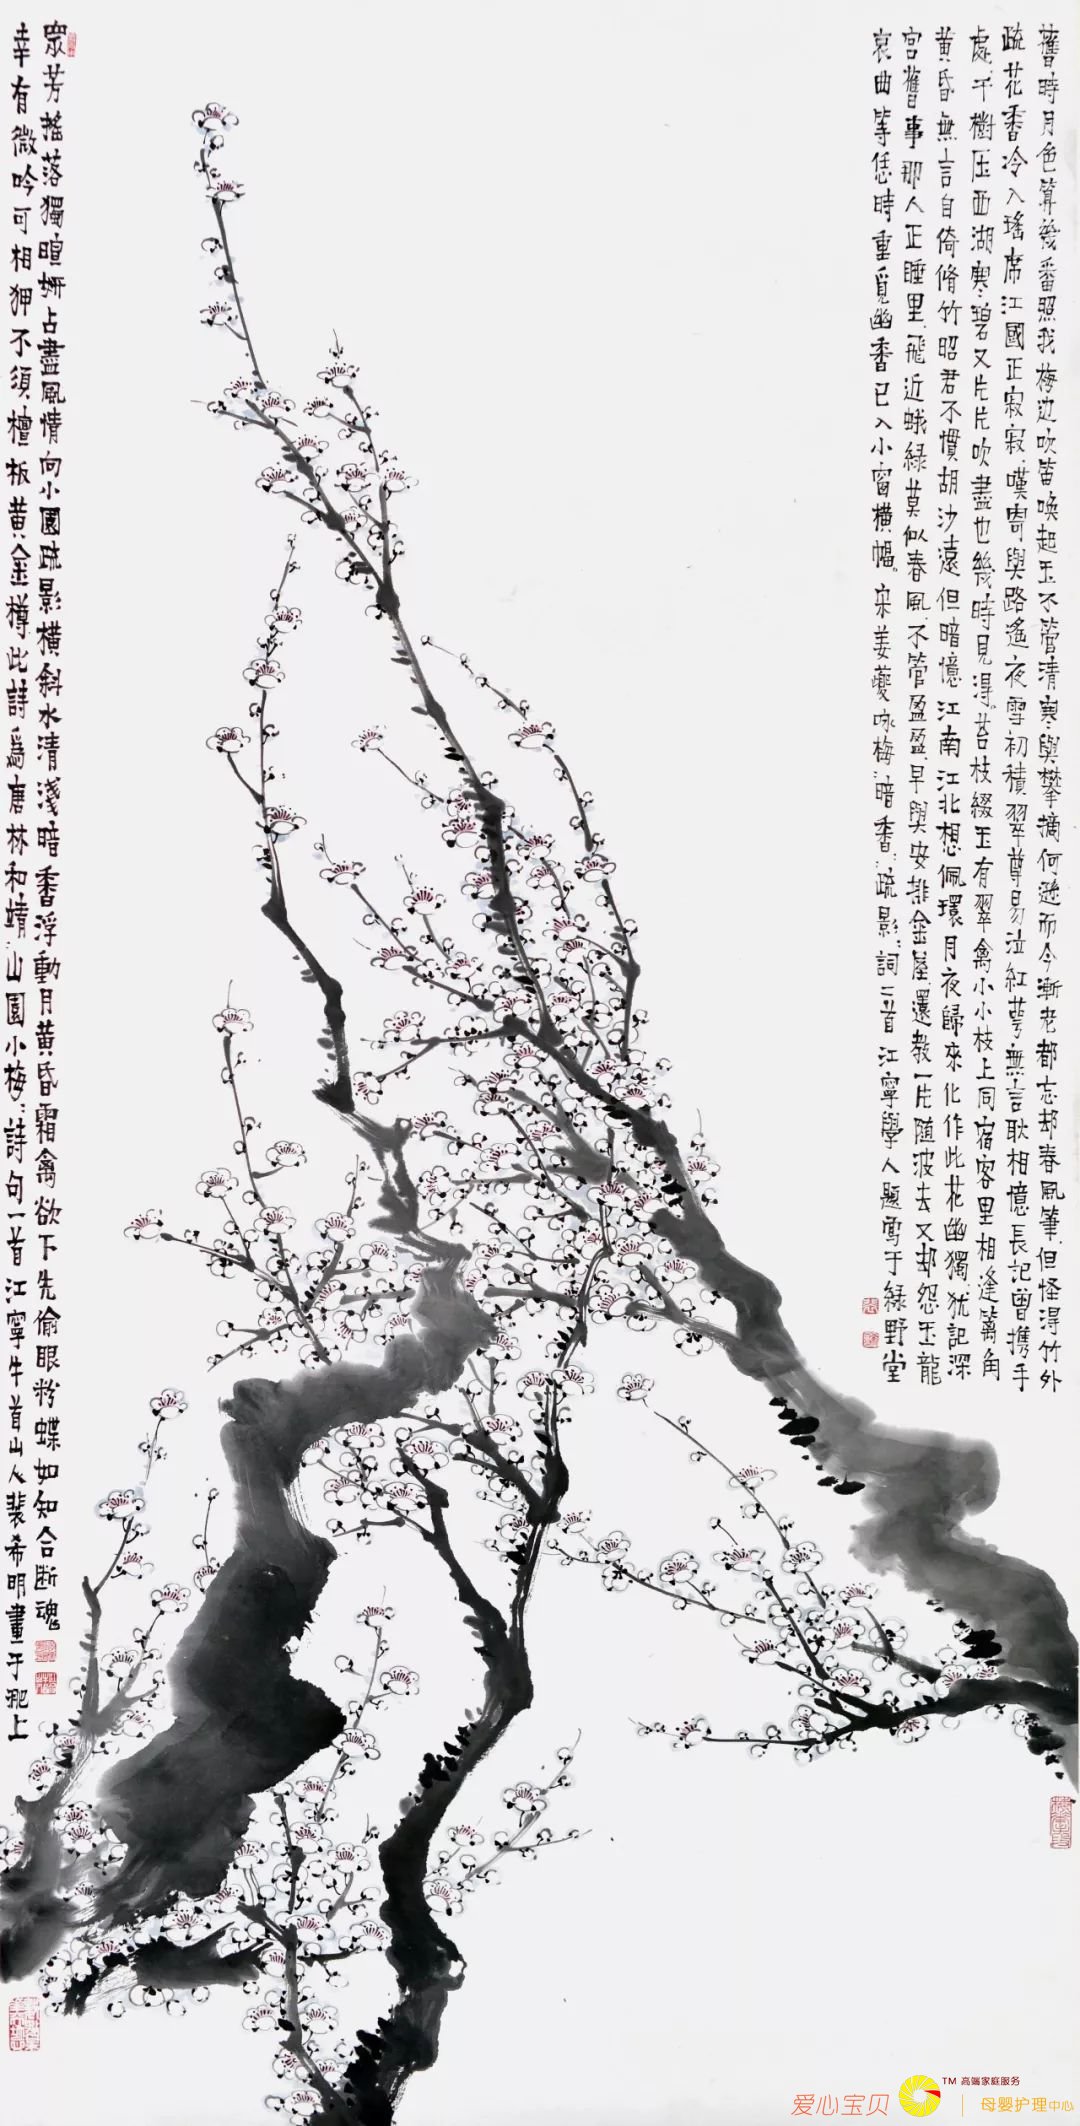 舊時月色算幾番照我梅边吹笛喚起玉不管清寒與攀摘何遜而今漸老都忘却春風筆但怪得竹外
疏花香冷入瑤席江國正寂寂嘆寄與路遙夜雪初積翠尊易泣紅萼無言耿相憶長記曾携手
處千樹压西湖寒碧又片片吹盡也幾時見得苔枝綴玉有翠禽小小枝上同宿客里相逢籬角
黄昏無言自倚脩竹昭君不慣胡沙遠但暗憶江南江北想佩環月夜歸來化作此花幽獨犹記深
宮舊事那人正睡里飛近蛾緑莫似春風不管盈盈早與安排金屋還教一片随波去又却怨玉龍
哀曲等恁時重覓幽香已入小窗橫幅宋姜夔咏梅暗香疏影詞二首江寧學人題寫于緑野堂
眾芳搖落獨暄妍占盡風情向小園疏影橫斜水清淺暗香浮動月黄昏霜禽欲下先偷眼粉蝶如知合断魂
幸有微吟可相狎不須檀板黄金樽此詩爲唐林和靖山園小梅詩句一首江寧牛首山人裴希明畫于肥上
爱心宝贝
TM 高端家庭服务
母婴护理中心